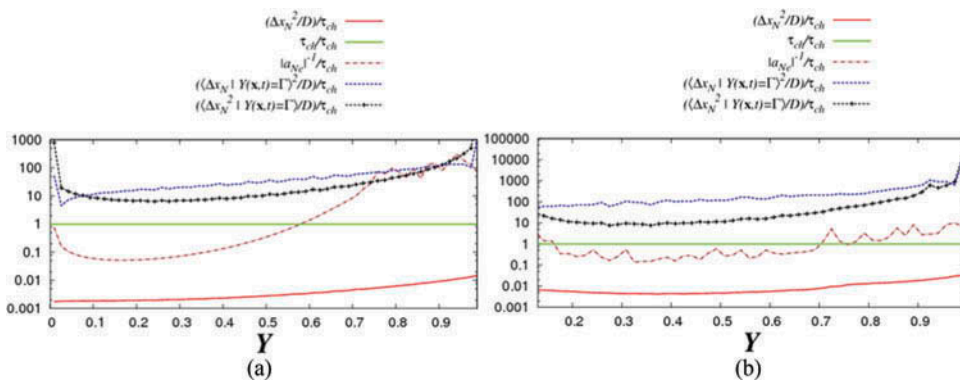 (Δx_N²/D)/τ_ch
τ_ch/τ_ch
|a_Nc|⁻¹/τ_ch
(⟨Δx_N | Y(x,t)=Γ⟩²/D)/τ_ch
(⟨Δx_N² | Y(x,t)=Γ⟩/D)/τ_ch
1000
100
10
1
0.1
0.01
0.001
0 0.1 0.2 0.3 0.4 0.5 0.6 0.7 0.8 0.9
Y
(a)
(Δx_N²/D)/τ_ch
τ_ch/τ_ch
|a_Nc|⁻¹/τ_ch
(⟨Δx_N | Y(x,t)=Γ⟩²/D)/τ_ch
(⟨Δx_N² | Y(x,t)=Γ⟩/D)/τ_ch
100000
10000
1000
100
10
1
0.1
0.01
0.001
0.2 0.3 0.4 0.5 0.6 0.7 0.8 0.9
Y
(b)